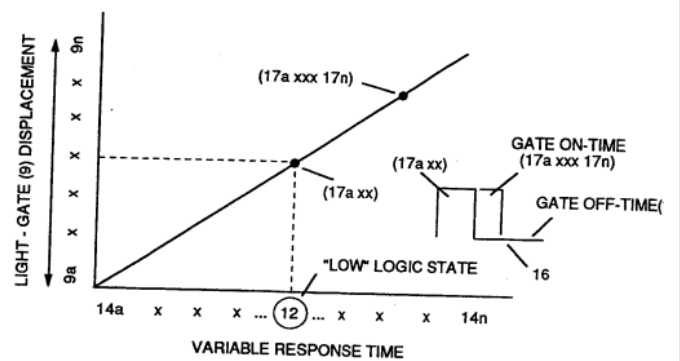 LIGHT - GATE (9) DISPLACEMENT
9n
x
x
x
x
x
9a
(17a xxx 17n)
(17a xx)
(17a xx)
GATE ON-TIME
(17a xxx 17n)
GATE OFF-TIME(
16
"LOW" LOGIC STATE
14a x x x ... 12 ... x x x 14n
VARIABLE RESPONSE TIME